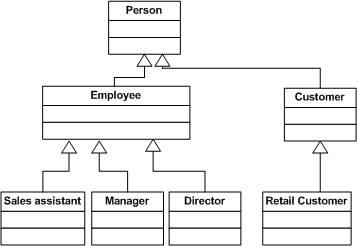 Person
Employee
Customer
Sales assistant
Manager
Director
Retail Customer